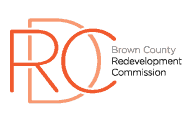 RDC
Brown County
Redevelopment
Commission